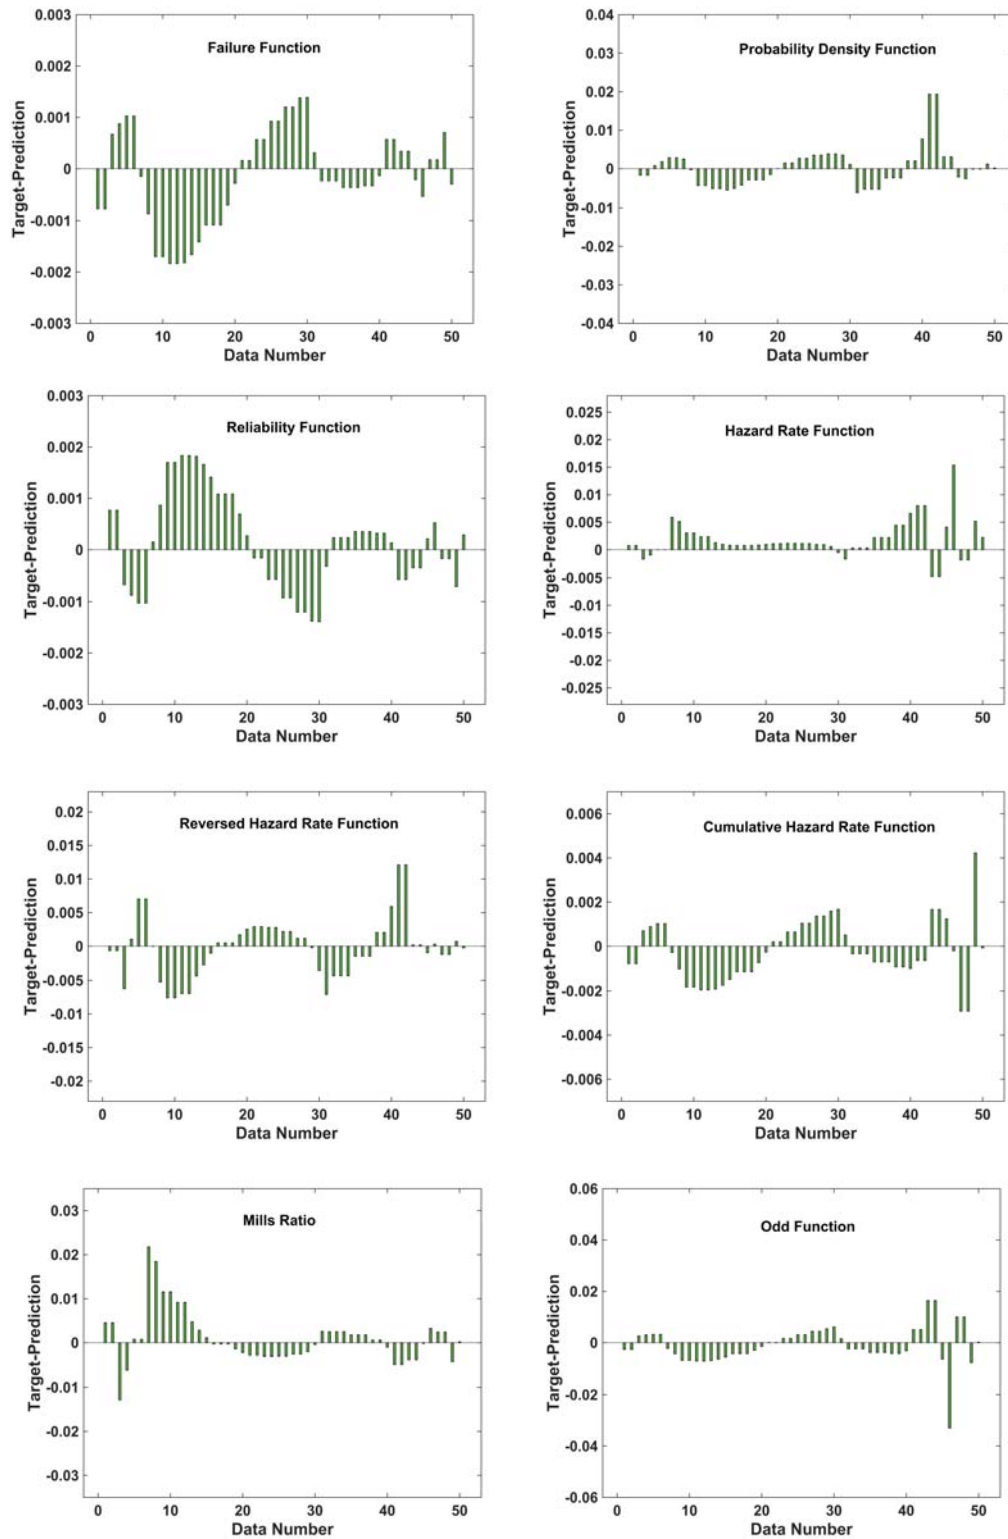 Failure Function
0.003
0.002
0.001
0
-0.001
-0.002
-0.003
Target-Prediction
0 10 20 30 40 50
Data Number
Probability Density Function
0.04
0.03
0.02
0.01
0
-0.01
-0.02
-0.03
-0.04
Target-Prediction
0 10 20 30 40 50
Data Number
Reliability Function
0.003
0.002
0.001
0
-0.001
-0.002
-0.003
Target-Prediction
0 10 20 30 40 50
Data Number
Hazard Rate Function
0.025
0.02
0.015
0.01
0.005
0
-0.005
-0.01
-0.015
-0.02
-0.025
Target-Prediction
0 10 20 30 40 50
Data Number
Reversed Hazard Rate Function
0.02
0.015
0.01
0.005
0
-0.005
-0.01
-0.015
-0.02
Target-Prediction
0 10 20 30 40 50
Data Number
Cumulative Hazard Rate Function
0.006
0.004
0.002
0
-0.002
-0.004
-0.006
Target-Prediction
0 10 20 30 40 50
Data Number
Mills Ratio
0.03
0.02
0.01
0
-0.01
-0.02
-0.03
Target-Prediction
0 10 20 30 40 50
Data Number
Odd Function
0.06
0.04
0.02
0
-0.02
-0.04
-0.06
Target-Prediction
0 10 20 30 40 50
Data Number